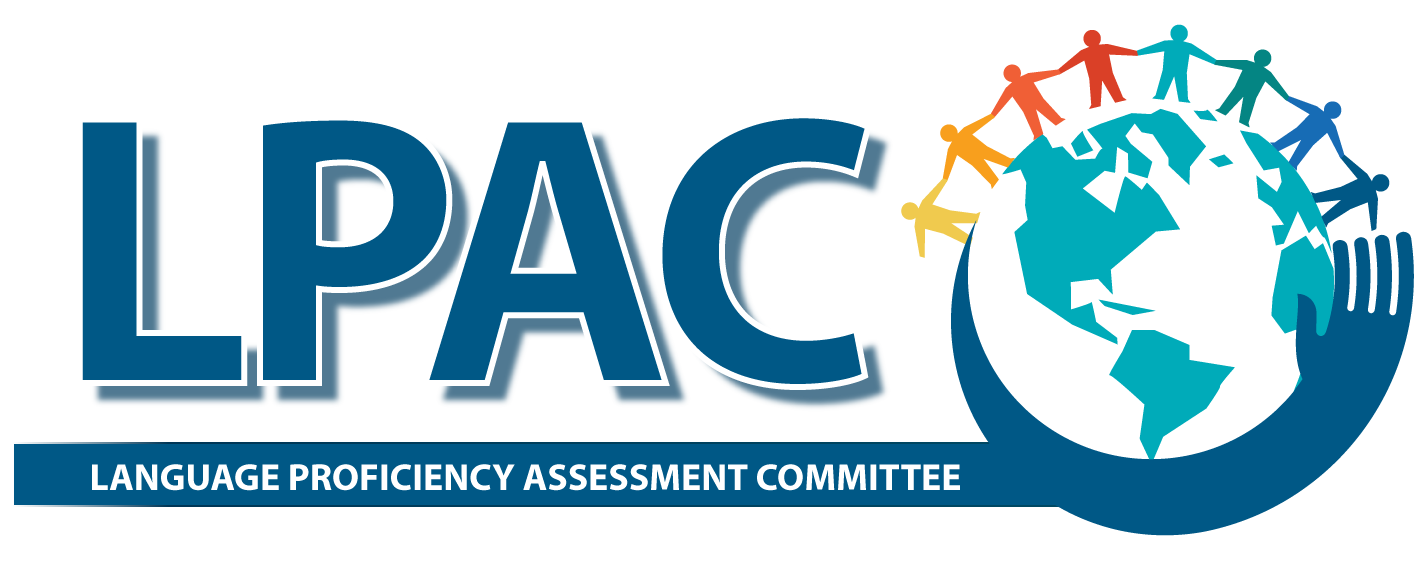 LPAC
LANGUAGE PROFICIENCY ASSESSMENT COMMITTEE